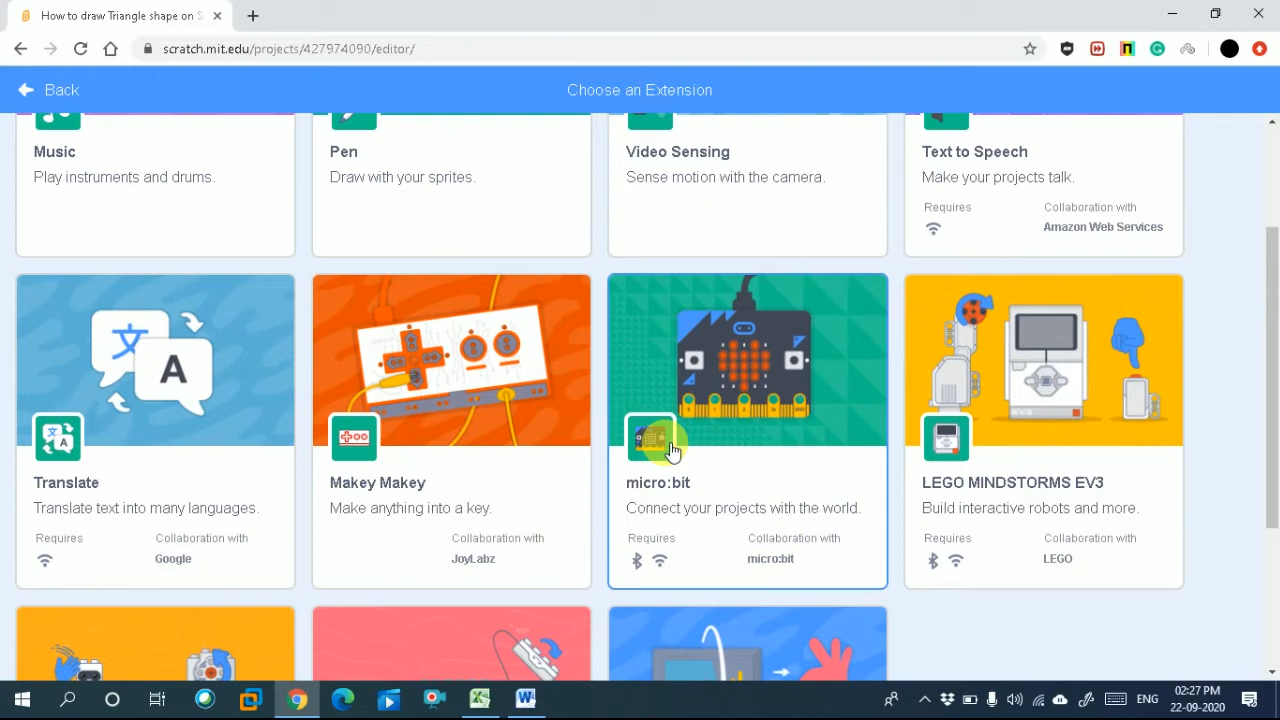 How to draw Triangle shape on S
scratch.mit.edu/projects/427974090/editor/
Back
Choose an Extension
Music
Play instruments and drums.
Pen
Draw with your sprites.
Video Sensing
Sense motion with the camera.
Text to Speech
Make your projects talk.
Requires
Collaboration with
Amazon Web Services
文
A
文
A
Translate
Translate text into many languages.
Requires
Collaboration with
Google
Makey Makey
Make anything into a key.
Collaboration with
JoyLabz
micro:bit
Connect your projects with the world.
Requires
Collaboration with
micro:bit
LEGO MINDSTORMS EV3
Build interactive robots and more.
Requires
Collaboration with
LEGO
ENG
02:27 PM
22-09-2020